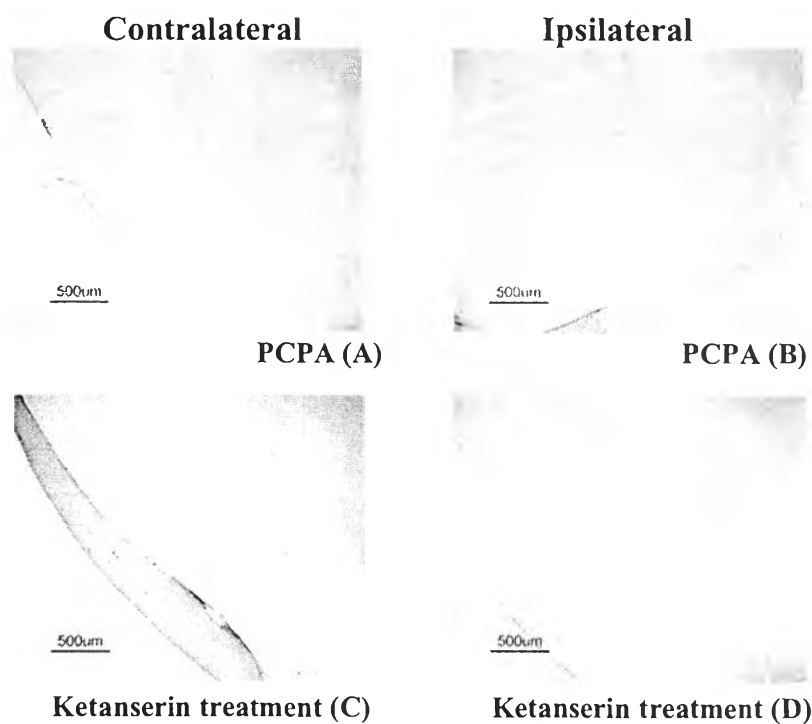 Contralateral Ipsilateral
500um
500um
PCPA (A) PCPA (B)
500um
500um
Ketanserin treatment (C) Ketanserin treatment (D)